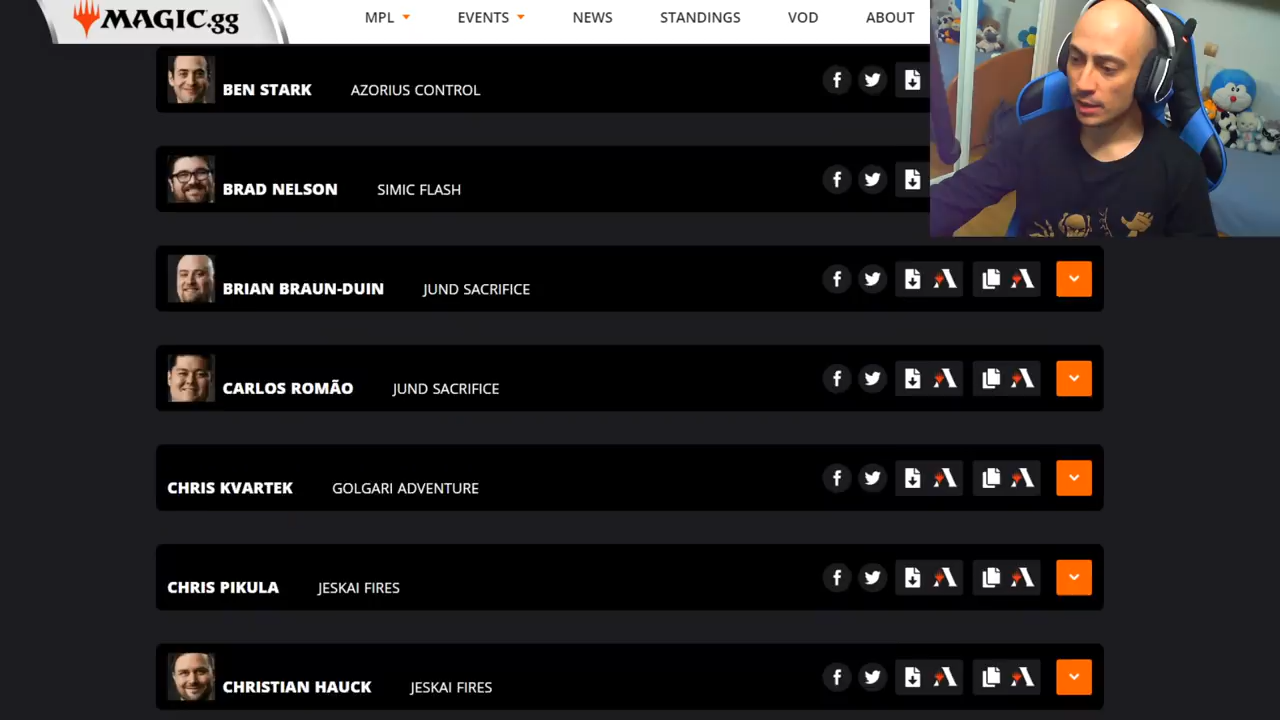 MAGIC.gg MPL EVENTS NEWS STANDINGS VOD ABOUT
BEN STARK AZORIUS CONTROL
BRAD NELSON SIMIC FLASH
BRIAN BRAUN-DUIN JUND SACRIFICE
CARLOS ROMÃO JUND SACRIFICE
CHRIS KVARTEK GOLGARI ADVENTURE
CHRIS PIKULA JESKAI FIRES
CHRISTIAN HAUCK JESKAI FIRES